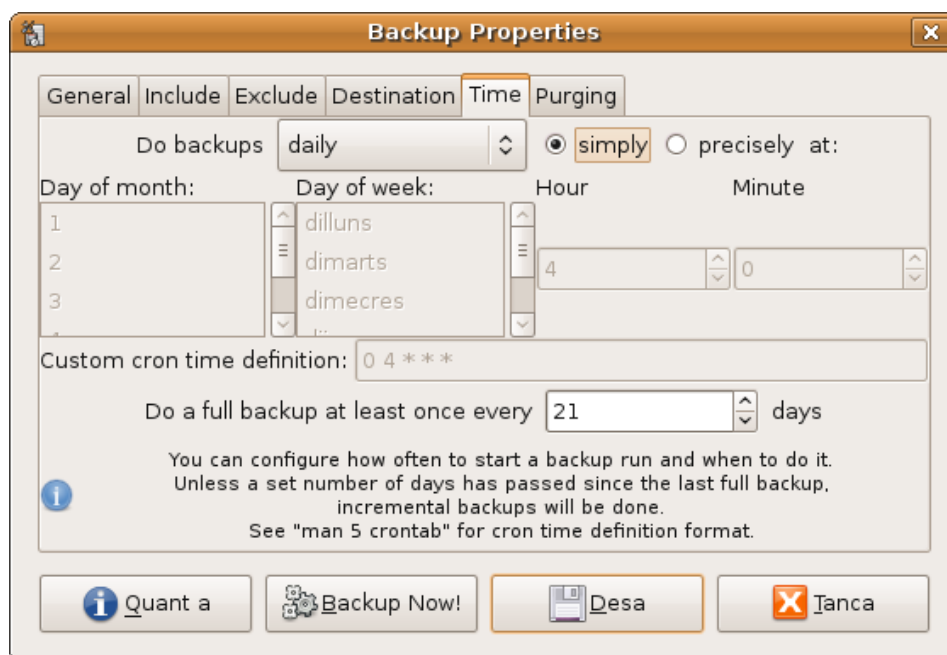 Backup Properties
General Include Exclude Destination Time Purging
Do backups daily simply precisely at:
Day of month: Day of week: Hour Minute
1 dilluns
2 dimarts 4 0
3 dimecres
Custom cron time definition: 0 4 * * *
Do a full backup at least once every 21 days
You can configure how often to start a backup run and when to do it.
Unless a set number of days has passed since the last full backup,
incremental backups will be done.
See "man 5 crontab" for cron time definition format.
Quant a Backup Now! Desa Tanca